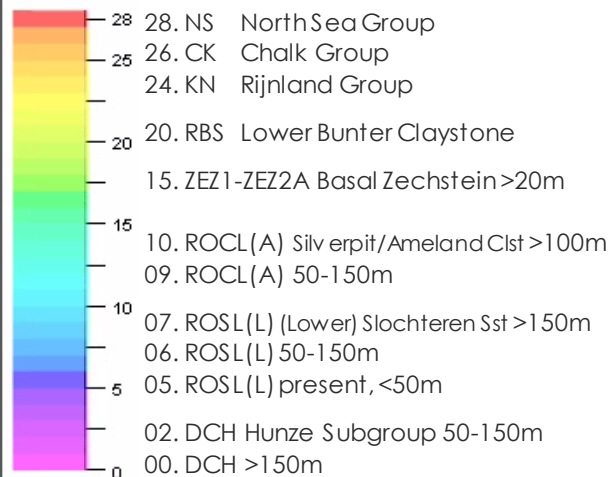 28
25
20
15
10
5
0
28. NS North Sea Group
26. CK Chalk Group
24. KN Rijnland Group
20. RBS Lower Bunter Claystone
15. ZEZ1-ZEZ2A Basal Zechstein >20m
10. ROCL(A) Silverpit/Ameland Clst >100m
09. ROCL(A) 50-150m
07. ROSL(L) (Lower) Slochteren Sst >150m
06. ROSL(L) 50-150m
05. ROSL(L) present, <50m
02. DCH Hunze Subgroup 50-150m
00. DCH >150m